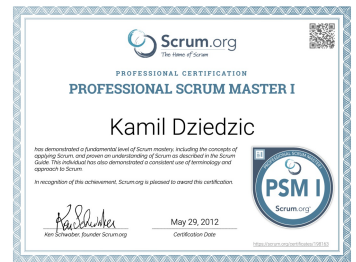 Scrum.org
The Home of Scrum
PROFESSIONAL CERTIFICATION
PROFESSIONAL SCRUM MASTER I
Kamil Dziedzic
has demonstrated a fundamental level of Scrum mastery, including the concepts of
applying Scrum, and proven an understanding of Scrum as described in the Scrum
Guide. This individual has also demonstrated a consistent use of terminology and
approach to Scrum.
In recognition of this achievement, Scrum.org is pleased to award this certification.
Ken Schwaber, founder Scrum.org
May 29, 2012
Certification Date
PROFESSIONAL SCRUM MASTER
PSM I
Scrum.org